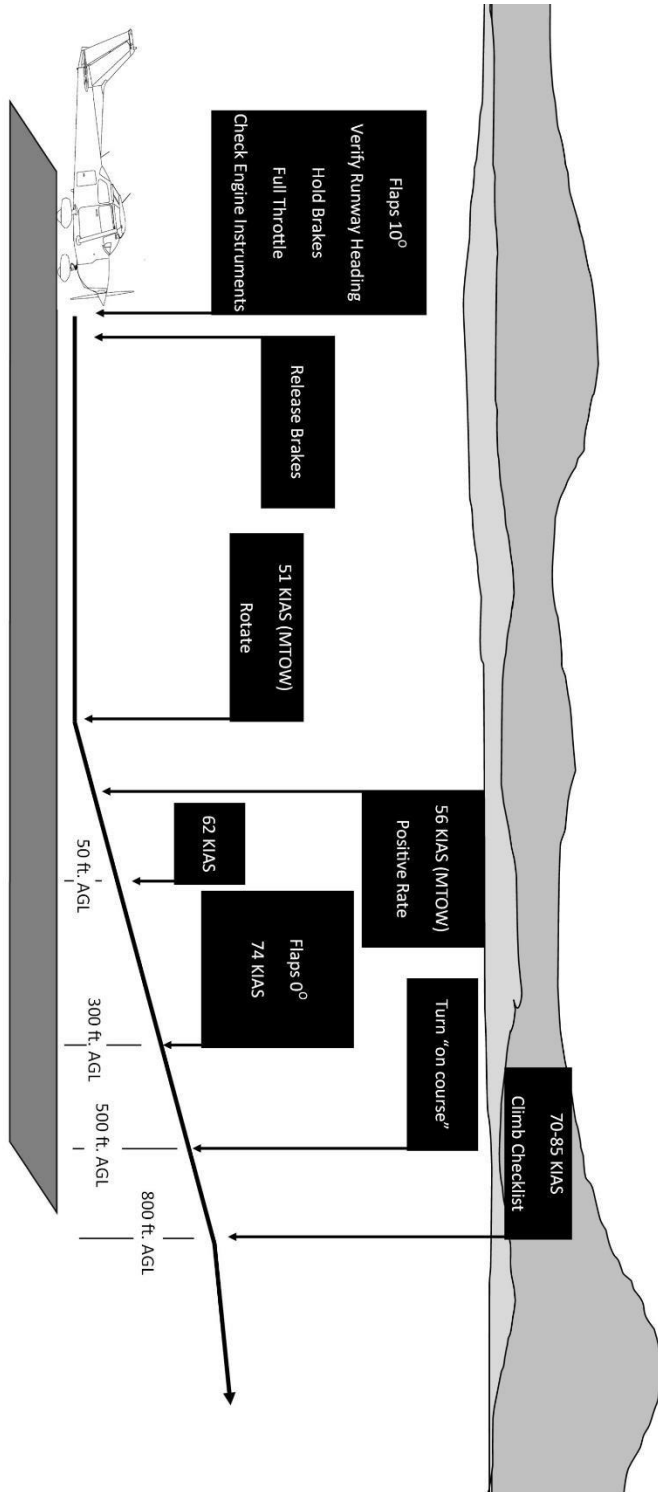 Flaps 10⁰
Verify Runway Heading
Hold Brakes
Full Throttle
Check Engine Instruments
Release Brakes
51 KIAS (MTOW)
Rotate
56 KIAS (MTOW)
Positive Rate
62 KIAS
Flaps 0⁰
74 KIAS
Turn “on course”
70-85 KIAS
Climb Checklist
50 ft. AGL
300 ft. AGL
500 ft. AGL
800 ft. AGL